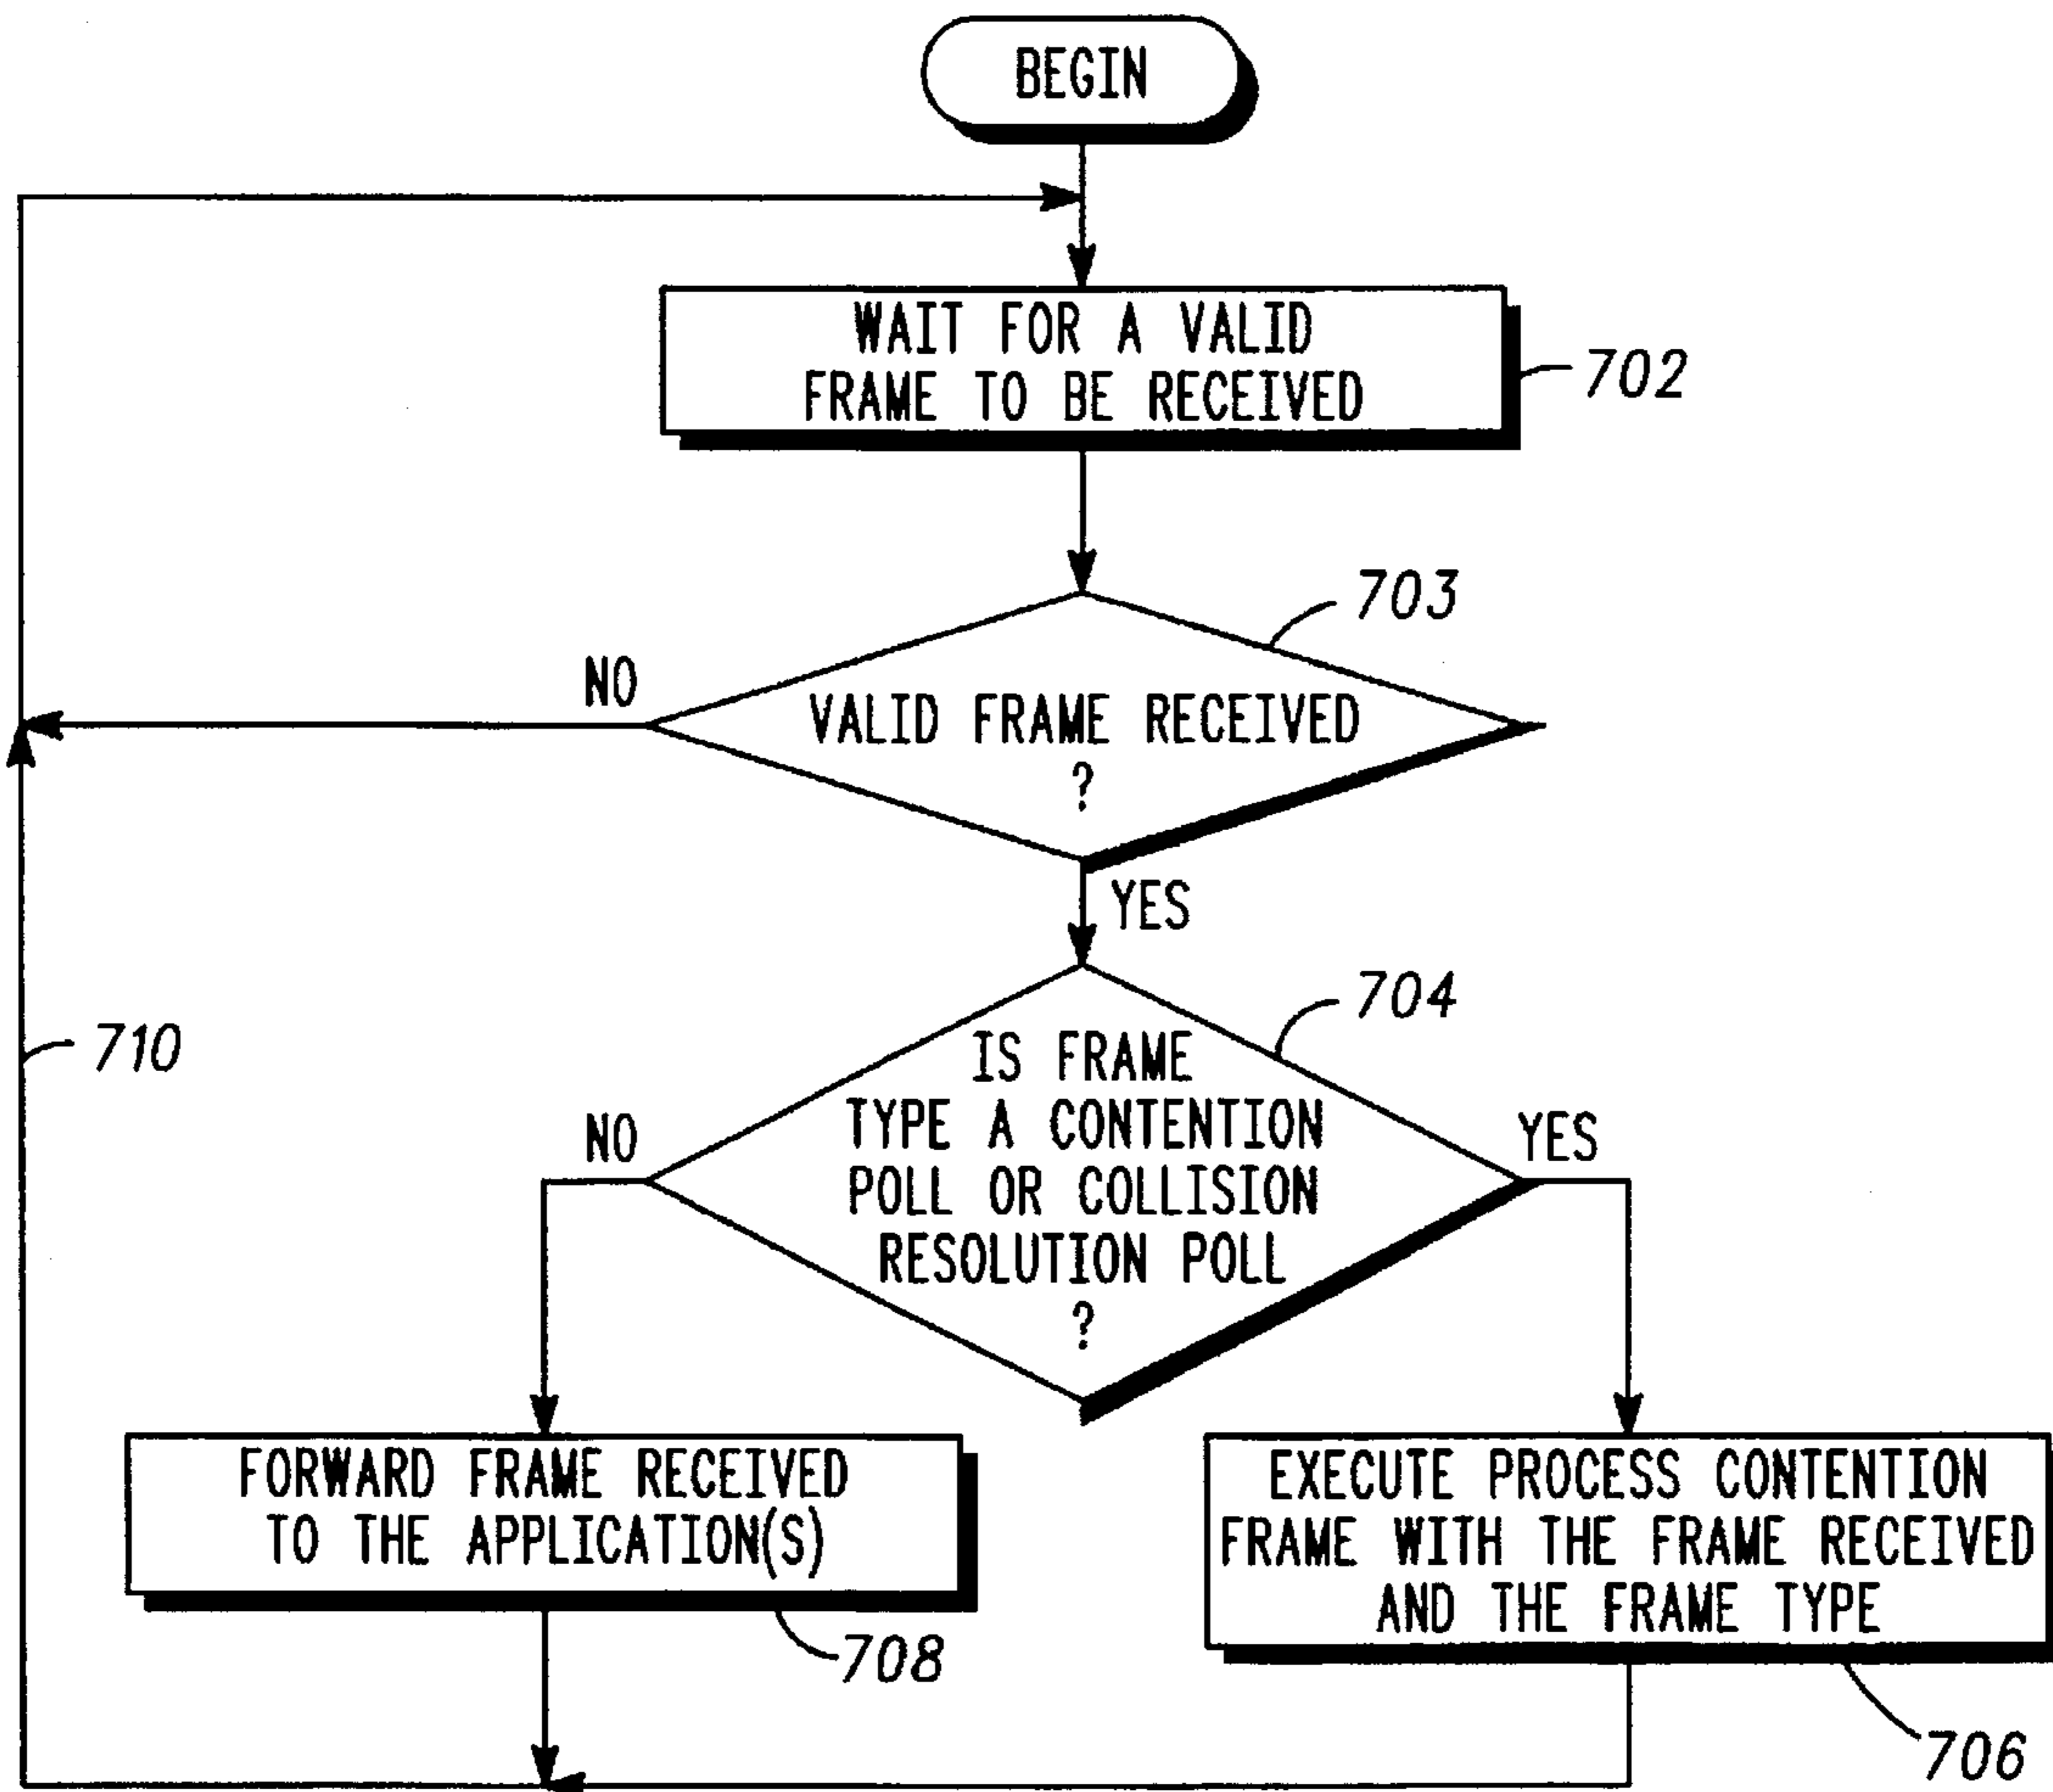 BEGIN
WAIT FOR A VALID
FRAME TO BE RECEIVED
702
703
NO
VALID FRAME RECEIVED
?
YES
704
710
IS FRAME
TYPE A CONTENTION
POLL OR COLLISION
RESOLUTION POLL
?
NO
YES
FORWARD FRAME RECEIVED
TO THE APPLICATION(S)
708
EXECUTE PROCESS CONTENTION
FRAME WITH THE FRAME RECEIVED
AND THE FRAME TYPE
706